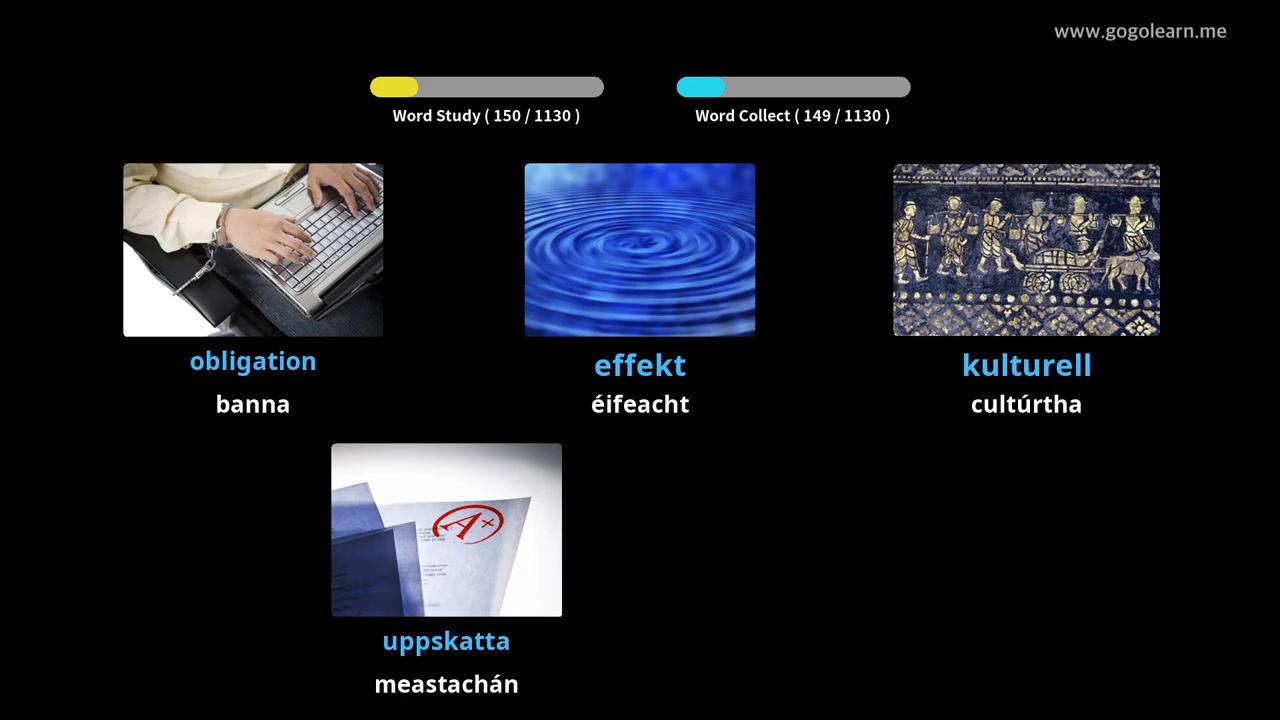 www.gogolearn.me
Word Study ( 150 / 1130 )
Word Collect ( 149 / 1130 )
obligation
banna
effekt
éifeacht
kulturell
cultúrtha
A+
uppskatta
meastachán